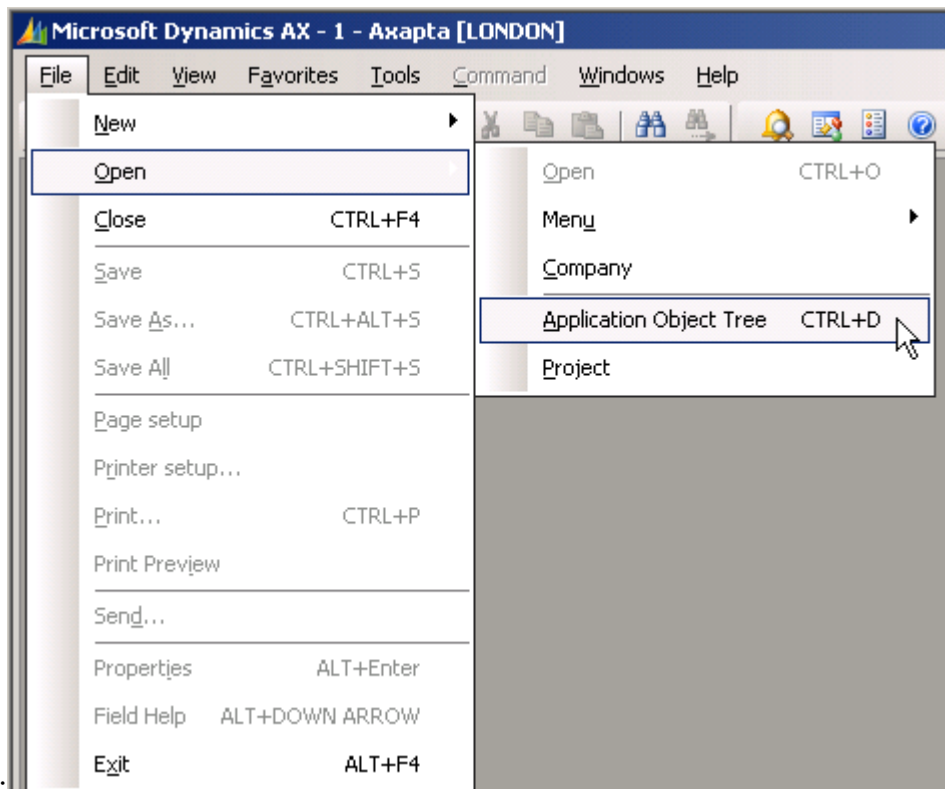 Microsoft Dynamics AX - 1 - Axapta [LONDON]
File Edit View Favorites Tools Command Windows Help
New
Open
Close CTRL+F4
Save CTRL+S
Save As... CTRL+ALT+S
Save All CTRL+SHIFT+S
Page setup
Printer setup...
Print... CTRL+P
Print Preview
Send...
Properties ALT+Enter
Field Help ALT+DOWN ARROW
Exit ALT+F4
Open CTRL+O
Menu
Company
Application Object Tree CTRL+D
Project
.